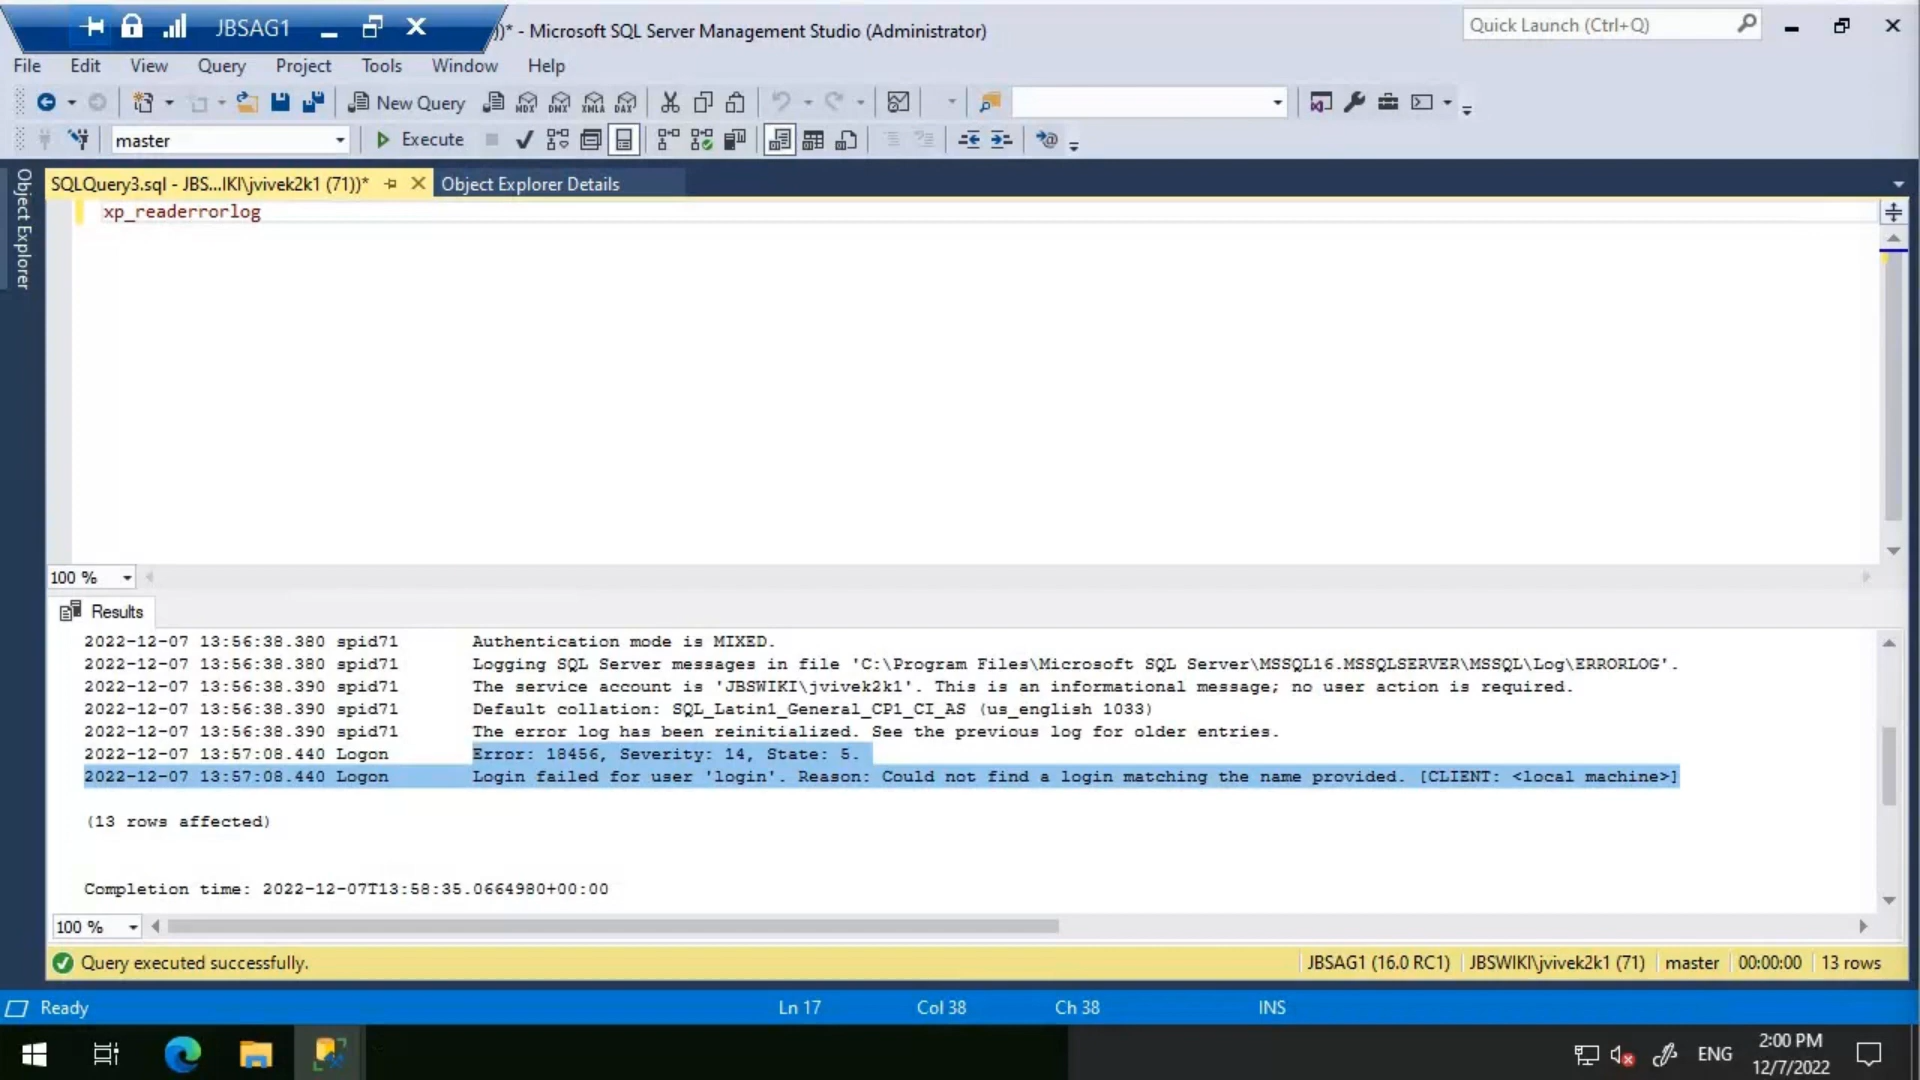 JBSAG1
))* - Microsoft SQL Server Management Studio (Administrator)
Quick Launch (Ctrl+Q)
File Edit View Query Project Tools Window Help
New Query MDX DMX XMLA DAX
master Execute
Object Explorer
SQLQuery3.sql - JBS...IKI\jvivek2k1 (71))* Object Explorer Details
xp_readerrorlog
100 %
Results
2022-12-07 13:56:38.380 spid71 Authentication mode is MIXED.
2022-12-07 13:56:38.380 spid71 Logging SQL Server messages in file 'C:\Program Files\Microsoft SQL Server\MSSQL16.MSSQLSERVER\MSSQL\Log\ERRORLOG'.
2022-12-07 13:56:38.390 spid71 The service account is 'JBSWIKI\jvivek2k1'. This is an informational message; no user action is required.
2022-12-07 13:56:38.390 spid71 Default collation: SQL_Latin1_General_CP1_CI_AS (us_english 1033)
2022-12-07 13:56:38.390 spid71 The error log has been reinitialized. See the previous log for older entries.
2022-12-07 13:57:08.440 Logon Error: 18456, Severity: 14, State: 5.
2022-12-07 13:57:08.440 Logon Login failed for user 'login'. Reason: Could not find a login matching the name provided. [CLIENT: <local machine>]
(13 rows affected)
Completion time: 2022-12-07T13:58:35.0664980+00:00
100 %
Query executed successfully. JBSAG1 (16.0 RC1) JBSWIKI\jvivek2k1 (71) master 00:00:00 13 rows
Ready Ln 17 Col 38 Ch 38 INS
ENG
2:00 PM
12/7/2022